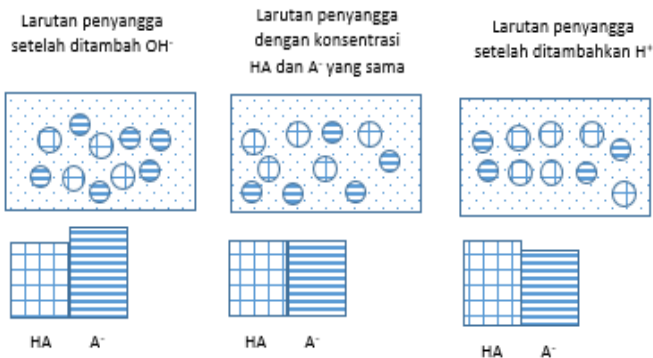 Larutan penyangga
setelah ditambah OH⁻
Larutan penyangga
dengan konsentrasi
HA dan A⁻ yang sama
Larutan penyangga
setelah ditambahkan H⁺
HA A⁻
HA A⁻
HA A⁻